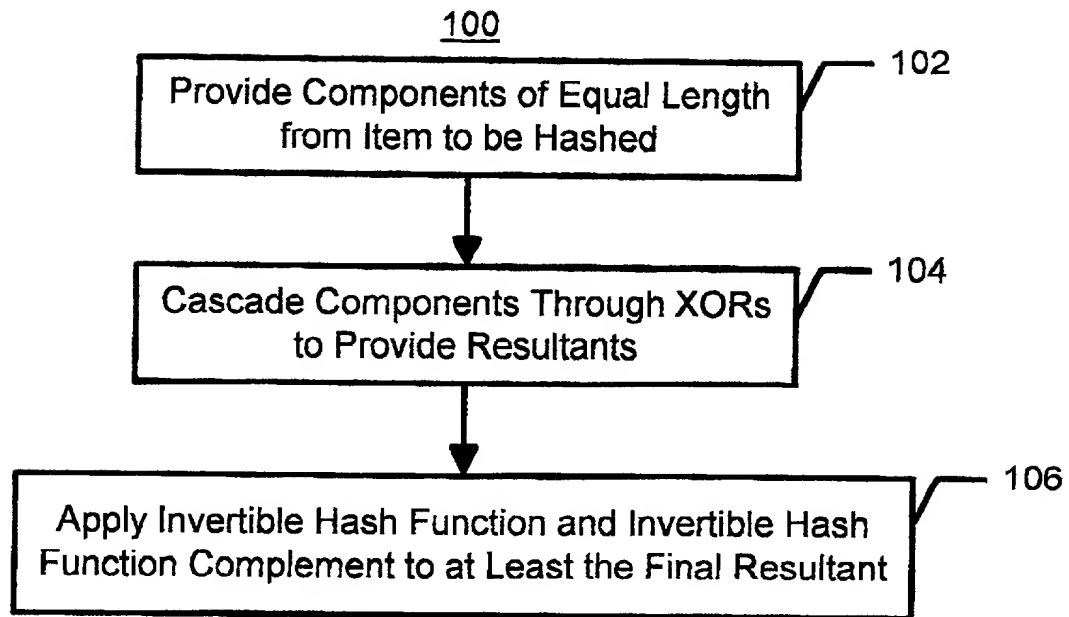 100
102
Provide Components of Equal Length
from Item to be Hashed
104
Cascade Components Through XORs
to Provide Resultants
106
Apply Invertible Hash Function and Invertible Hash
Function Complement to at Least the Final Resultant